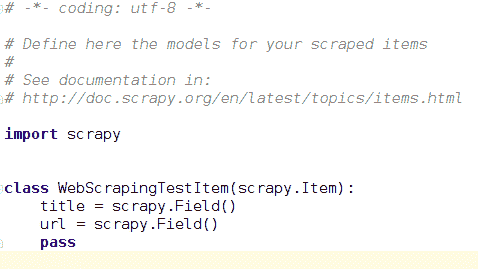 # -*- coding: utf-8 -*-
# Define here the models for your scraped items
#
# See documentation in:
# http://doc.scrapy.org/en/latest/topics/items.html
import scrapy
class WebScrapingTestItem(scrapy.Item):
    title = scrapy.Field()
    url = scrapy.Field()
    pass